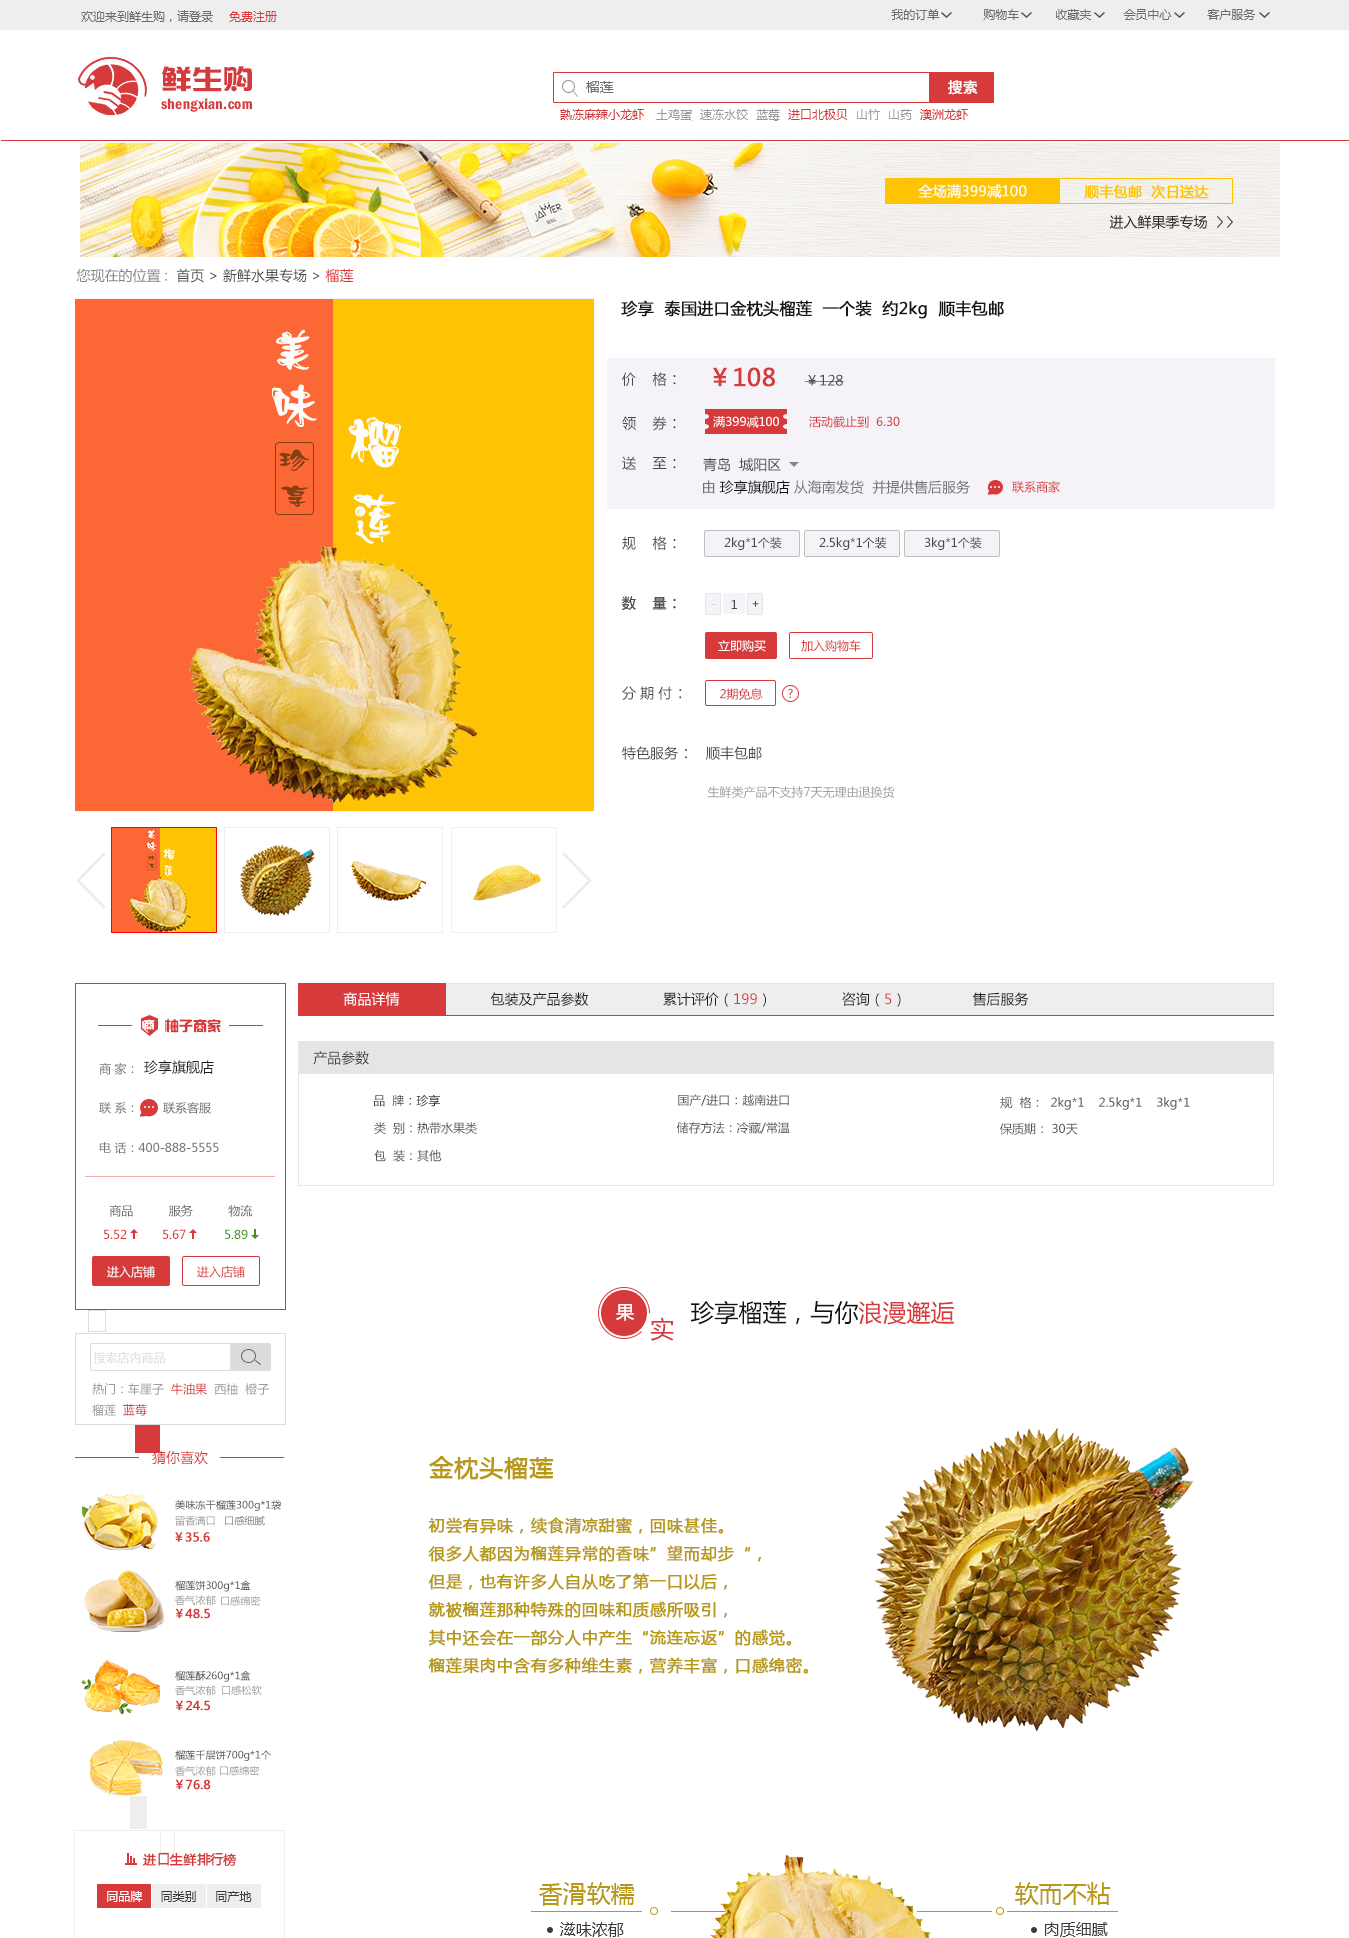 欢迎来到鲜生购，请登录 免费注册 我的订单 购物车 收藏夹 会员中心 客户服务
鲜生购
shengxian.com
榴莲 搜索
熟冻麻辣小龙虾 土鸡蛋 速冻水饺 蓝莓 进口北极贝 山竹 山药 澳洲龙虾
JAMIER
全场满399减100 顺丰包邮 次日送达
进入鲜果季专场 >>
您现在的位置：首页 > 新鲜水果专场 > 榴莲
美味
珍享
榴莲
珍享 泰国进口金枕头榴莲 一个装 约2kg 顺丰包邮
价 格： ￥108 ￥128
领 券： 满399减100 活动截止到 6.30
送 至： 青岛 城阳区
由 珍享旗舰店 从海南发货 并提供售后服务 联系商家
规 格： 2kg*1个装 2.5kg*1个装 3kg*1个装
数 量： - 1 +
立即购买 加入购物车
分 期 付： 2期免息 ?
特色服务： 顺丰包邮
生鲜类产品不支持7天无理由退换货
美味
珍享
榴莲
商品详情 包装及产品参数 累计评价（199） 咨询（5） 售后服务
柚子商家
商 家： 珍享旗舰店
联 系： 联系客服
电 话：400-888-5555
商品 服务 物流
5.52 5.67 5.89
进入店铺 进入店铺
产品参数
品 牌：珍享 国产/进口：越南进口 规 格： 2kg*1 2.5kg*1 3kg*1
类 别：热带水果类 储存方法：冷藏/常温 保质期： 30天
包 装：其他
搜索店内商品
热门：车厘子 牛油果 西柚 橙子
榴莲 蓝莓
猜你喜欢
美味冻干榴莲300g*1袋
留香满口 口感细腻
￥35.6
榴莲饼300g*1盒
香气浓郁 口感绵密
￥48.5
榴莲酥260g*1盒
香气浓郁 口感松软
￥24.5
榴莲千层饼700g*1个
香气浓郁 口感绵密
￥76.8
进口生鲜排行榜
同品牌 同类别 同产地
果实 珍享榴莲，与你浪漫邂逅
金枕头榴莲
初尝有异味，续食清凉甜蜜，回味甚佳。
很多人都因为榴莲异常的香味”望而却步“，
但是，也有许多人自从吃了第一口以后，
就被榴莲那种特殊的回味和质感所吸引，
其中还会在一部分人中产生“流连忘返”的感觉。
榴莲果肉中含有多种维生素，营养丰富，口感绵密。
香滑软糯 软而不粘
• 滋味浓郁 • 肉质细腻